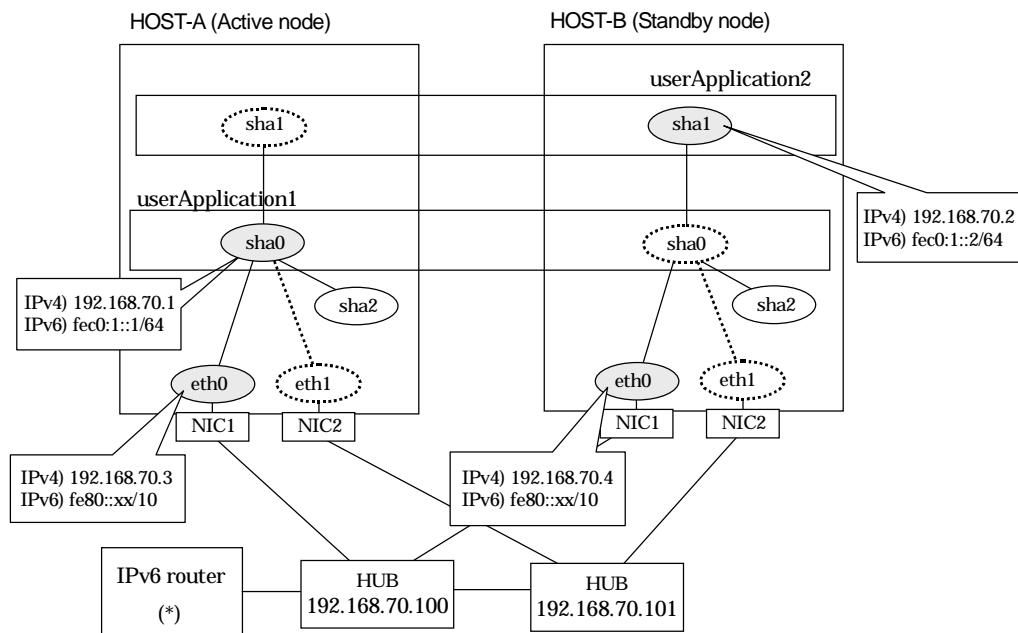 HOST-A (Active node)
HOST-B (Standby node)
userApplication2
sha1
sha1
userApplication1
IPv4) 192.168.70.2
IPv6) fec0:1::2/64
sha0
sha0
IPv4) 192.168.70.1
IPv6) fec0:1::1/64
sha2
sha2
eth0
eth1
eth0
eth1
NIC1
NIC2
NIC1
NIC2
IPv4) 192.168.70.3
IPv6) fe80::xx/10
IPv4) 192.168.70.4
IPv6) fe80::xx/10
IPv6 router
(*)
HUB
192.168.70.100
HUB
192.168.70.101